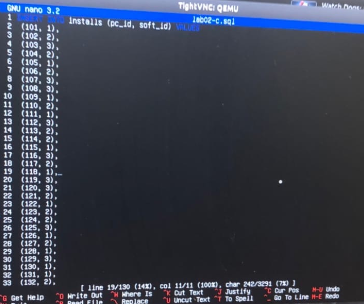 TightVNC: QEMU
Watch Dogs:
GNU nano 3.2 lab02-c.sql
1 installs (pc_id, soft_id) VALUES
2 (101, 1),
3 (102, 2),
4 (103, 3),
5 (104, 2),
6 (105, 1),
7 (106, 2),
8 (107, 3),
9 (108, 3),
10 (109, 1),
11 (110, 2),
12 (111, 1),
13 (112, 3),
14 (113, 2),
15 (114, 2),
16 (115, 1),
17 (116, 3),
18 (117, 2),
19 (118, 1),
20 (119, 3),
21 (120, 3),
22 (121, 2),
23 (122, 1),
24 (123, 2),
25 (124, 2),
26 (125, 3),
27 (126, 1),
28 (127, 2),
29 (128, 1),
30 (129, 3),
31 (130, 1),
32 (131, 1),
33 (132, 2),
[ line 19/130 (14%), col 11/11 (100%), char 242/3291 (7%) ]
^G Get Help ^O Write Out ^W Where Is ^K Cut Text ^J Justify ^C Cur Pos M-U Undo
^R Read File ^\ Replace ^U Uncut Text ^T To Spell ^_ Go To Line M-E Redo